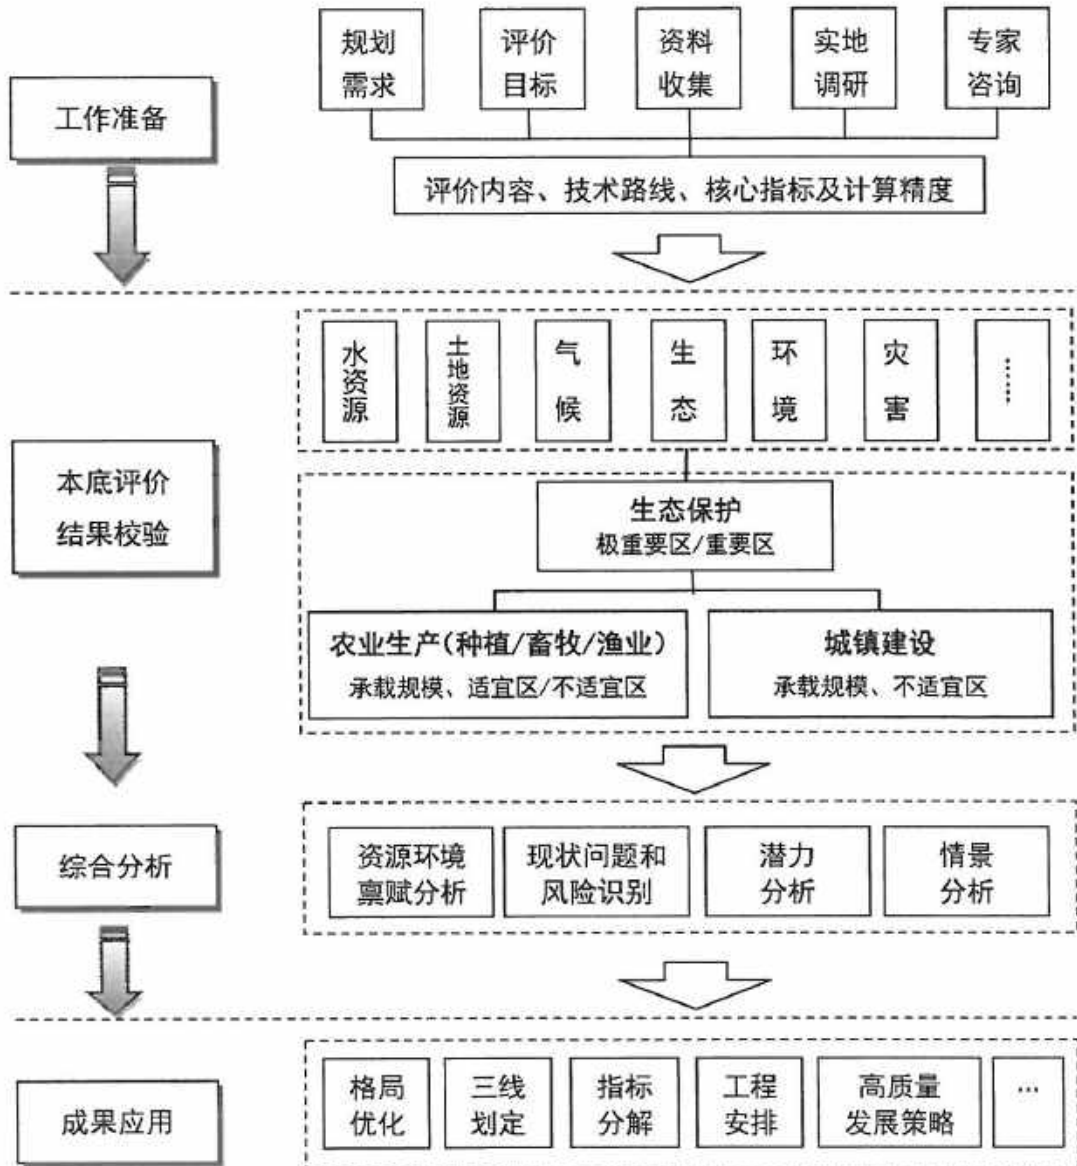 规划
需求
评价
目标
资料
收集
实地
调研
专家
咨询
工作准备
评价内容、技术路线、核心指标及计算精度
水资源
土地资源
气候
生态
环境
灾害
……
本底评价
结果校验
生态保护
极重要区/重要区
农业生产(种植/畜牧/渔业)
承载规模、适宜区/不适宜区
城镇建设
承载规模、不适宜区
综合分析
资源环境
禀赋分析
现状问题和
风险识别
潜力
分析
情景
分析
成果应用
格局
优化
三线
划定
指标
分解
工程
安排
高质量
发展策略
…